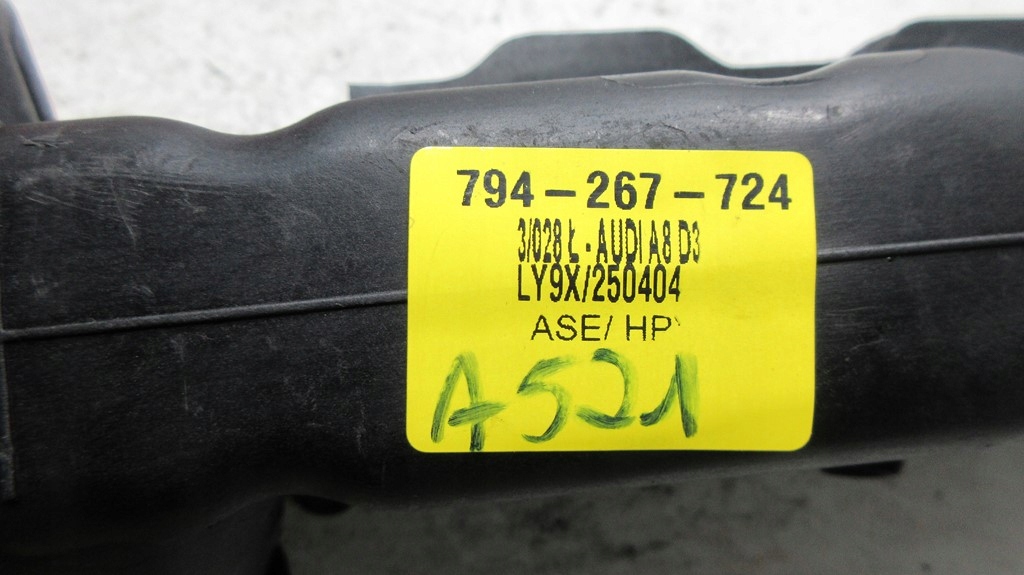 794-267-724
3/028 Ł - AUDI A8 D3
LY9X/250404
ASE/ HP
A521